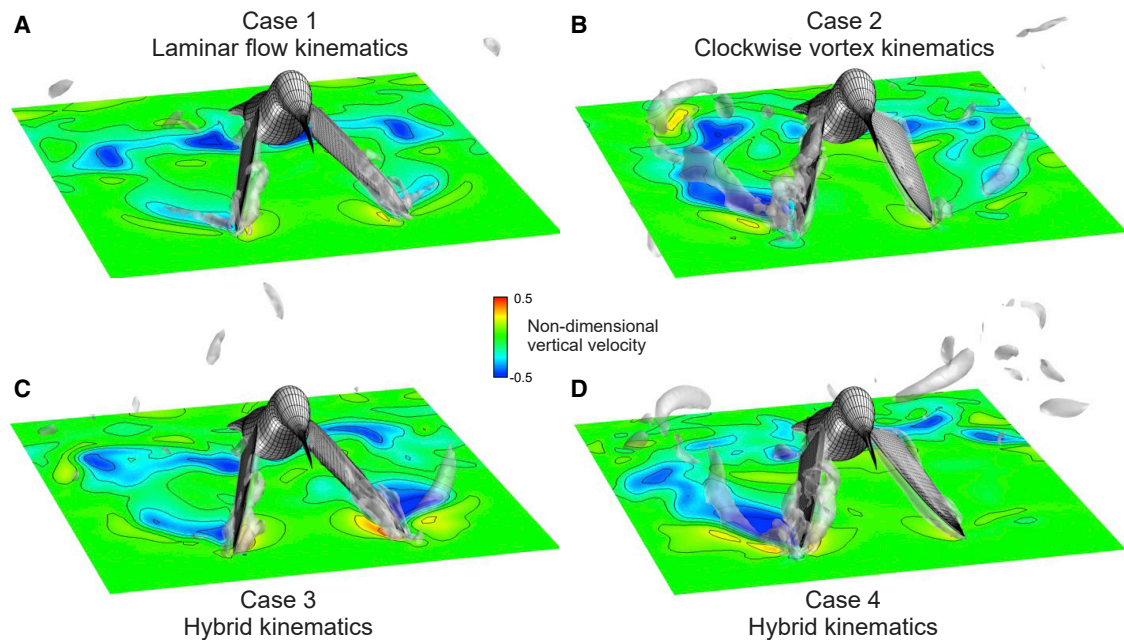 A
Case 1
Laminar flow kinematics
B
Case 2
Clockwise vortex kinematics
0.5
Non-dimensional
vertical velocity
-0.5
C
D
Case 3
Hybrid kinematics
Case 4
Hybrid kinematics